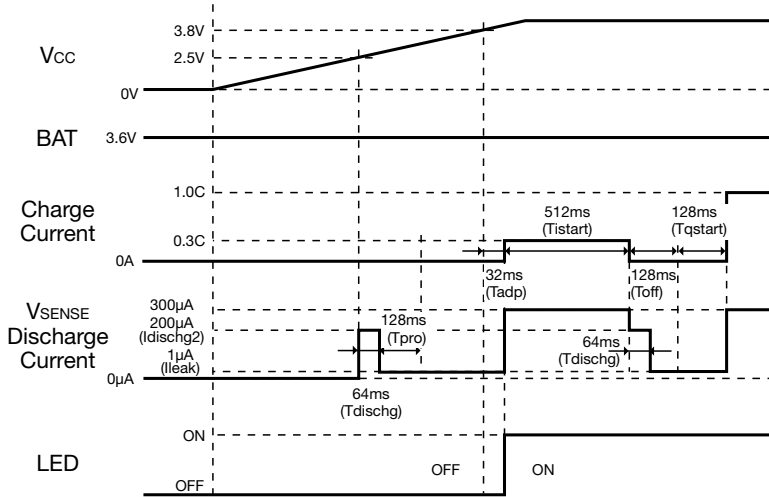 VCC
3.8V
2.5V
0V
BAT
3.6V
Charge
Current
1.0C
0.3C
0A
512ms
(Tistart)
128ms
(Tqstart)
32ms
(Tadp)
128ms
(Toff)
VSENSE
Discharge
Current
300µA
200µA
(Idischg2)
1µA
(Ileak)
0µA
128ms
(Tpro)
64ms
(Tdischg)
64ms
(Tdischg)
LED
ON
OFF
OFF
ON